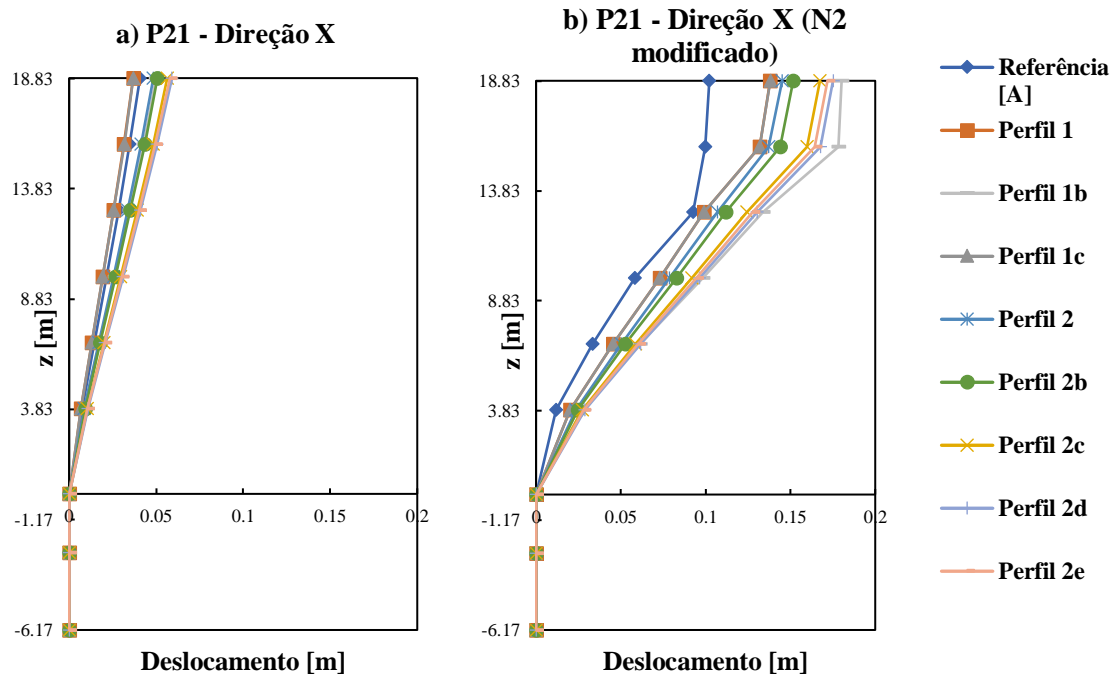 a) P21 - Direção X
18.83
13.83
8.83
3.83
-1.17
-6.17
z [m]
0
0.05
0.1
0.15
0.2
Deslocamento [m]
b) P21 - Direção X (N2
modificado)
18.83
13.83
8.83
3.83
-1.17
-6.17
z [m]
0
0.05
0.1
0.15
0.2
Deslocamento [m]
Referência
[A]
Perfil 1
Perfil 1b
Perfil 1c
Perfil 2
Perfil 2b
Perfil 2c
Perfil 2d
Perfil 2e